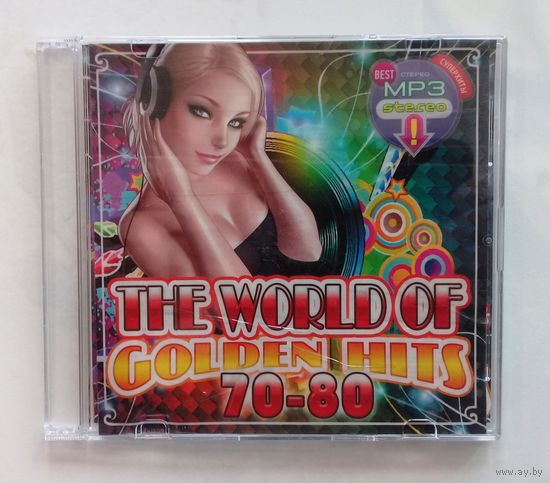 BEST
СТЕРЕО
СУПЕРХИТЫ
MP3
stereo
!
THE WORLD OF
GOLDEN HITS
70-80
www.ay.by